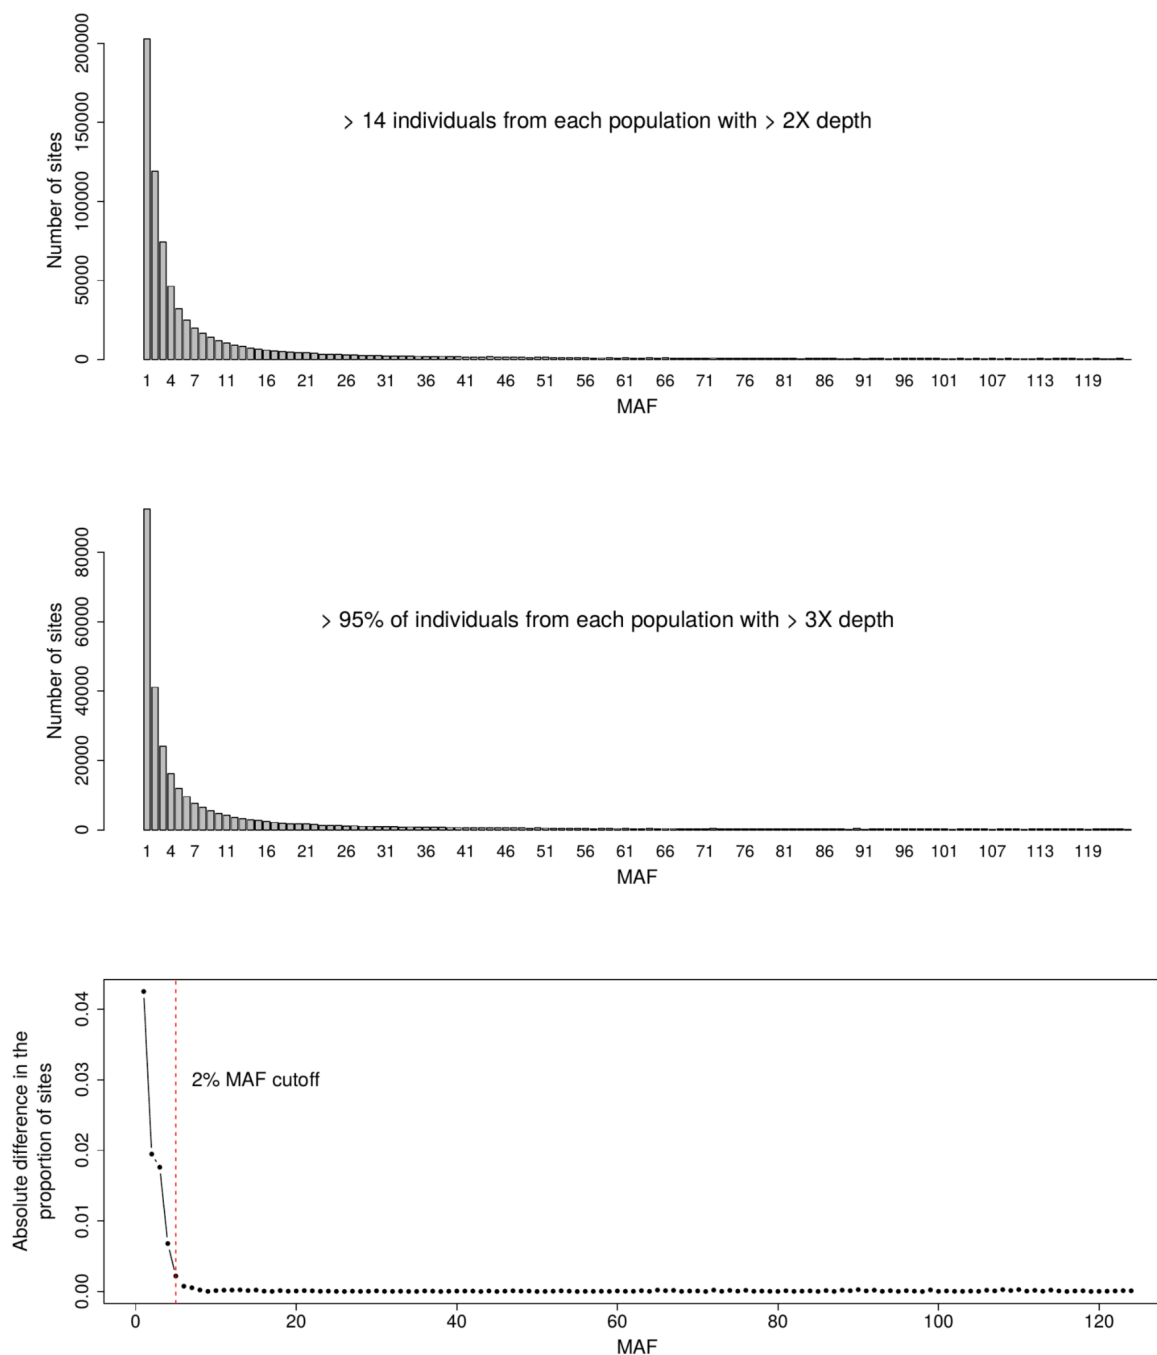 > 14 individuals from each population with > 2X depth
Number of sites
200000
150000
100000
50000
0
1 4 7 11 16 21 26 31 36 41 46 51 56 61 66 71 76 81 86 91 96 101 107 113 119
MAF
> 95% of individuals from each population with > 3X depth
Number of sites
80000
60000
40000
20000
0
1 4 7 11 16 21 26 31 36 41 46 51 56 61 66 71 76 81 86 91 96 101 107 113 119
MAF
Absolute difference in the
proportion of sites
0.04
0.03
0.02
0.01
0.00
2% MAF cutoff
0 20 40 60 80 100 120
MAF